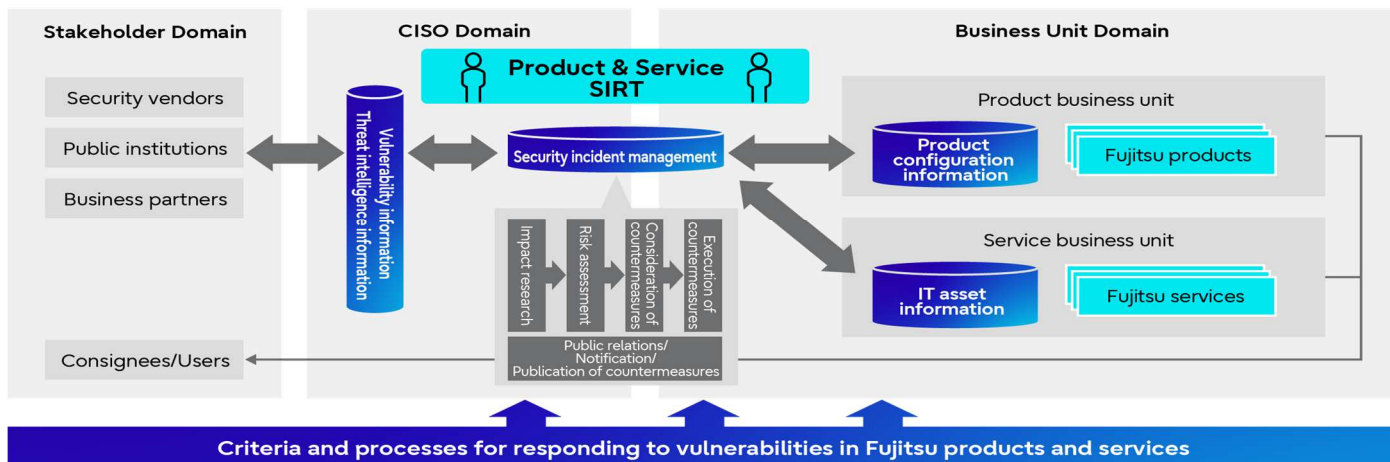 Stakeholder Domain
Security vendors
Public institutions
Business partners
Consignees/Users
CISO Domain
Product & Service
SIRT
Vulnerability information
Threat intelligence information
Security incident management
Impact research
Risk assessment
Consideration of
countermeasures
Execution of
countermeasures
Public relations/
Notification/
Publication of countermeasures
Business Unit Domain
Product business unit
Product
configuration
information
Fujitsu products
Service business unit
IT asset
information
Fujitsu services
Criteria and processes for responding to vulnerabilities in Fujitsu products and services